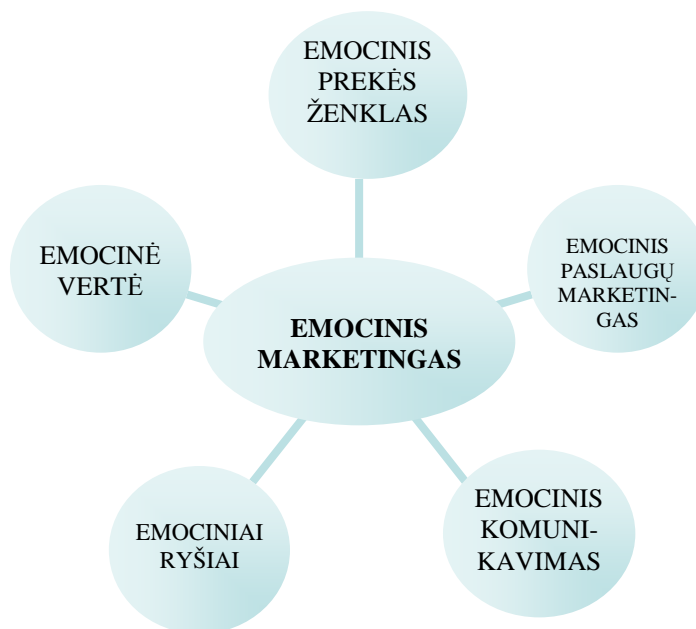 EMOCINIS
PREKĖS
ŽENKLAS
EMOCINĖ
VERTĖ
EMOCINIS
PASLAUGŲ
MARKETIN-
GAS
EMOCINIS
MARKETINGAS
EMOCINIAI
RYŠIAI
EMOCINIS
KOMUNI-
KAVIMAS